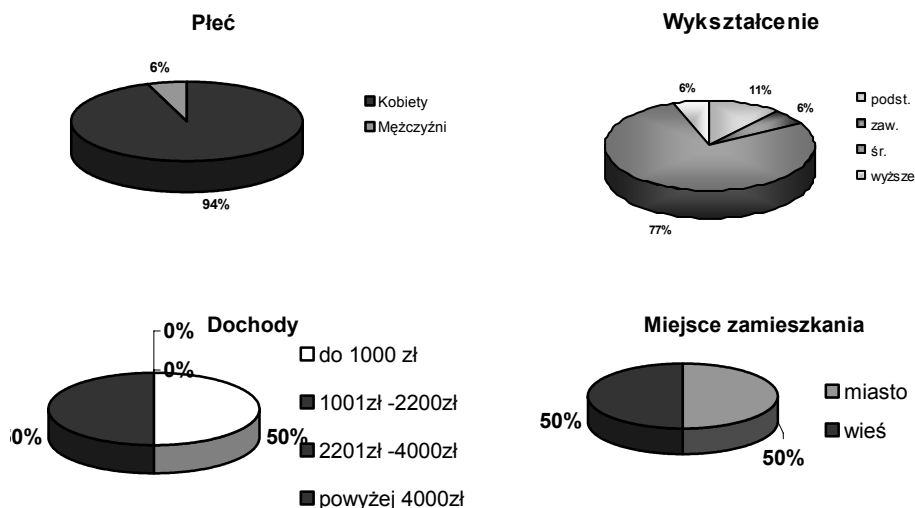 Płeć
6%
Kobiety
Mężczyźni
94%
Wykształcenie
6%
11%
6%
podst.
zaw.
śr.
wyższe
77%
Dochody
0%
0%
50%
do 1000 zł
1001zł -2200zł
2201zł -4000zł
powyżej 4000zł
Miejsce zamieszkania
50%
50%
miasto
wieś